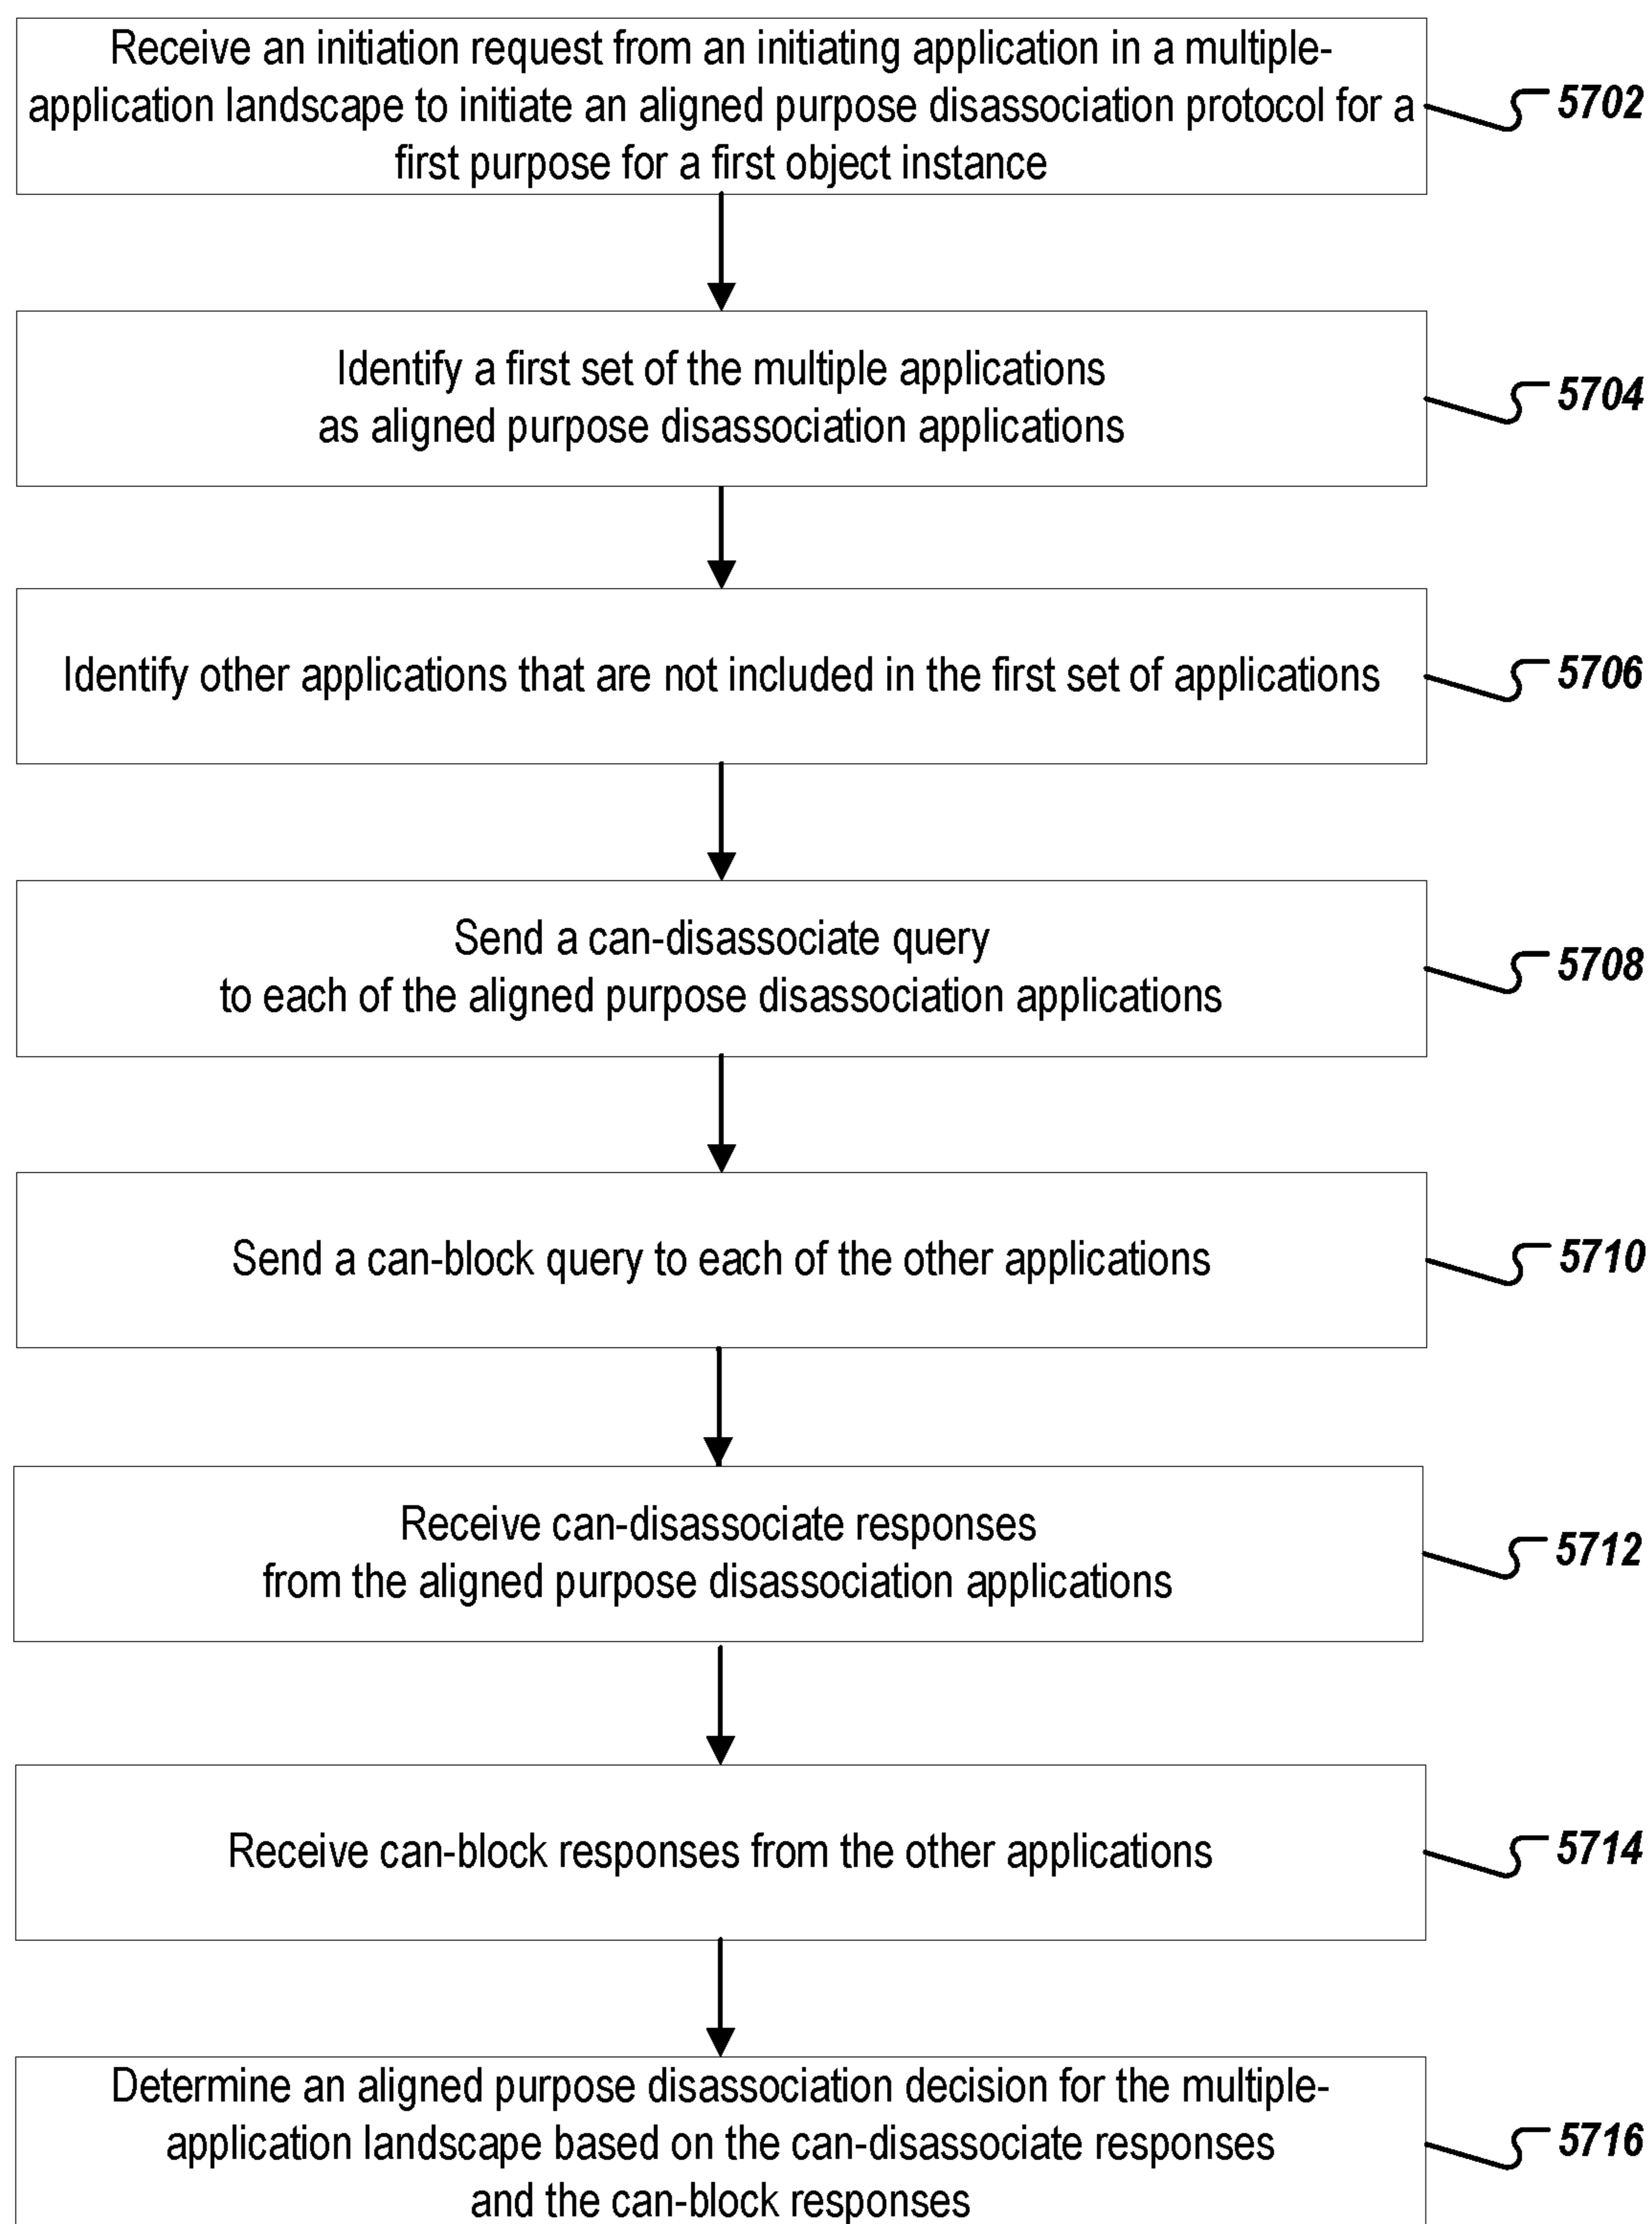 Receive an initiation request from an initiating application in a multiple-
application landscape to initiate an aligned purpose disassociation protocol for a
first purpose for a first object instance
5702
Identify a first set of the multiple applications
as aligned purpose disassociation applications
5704
Identify other applications that are not included in the first set of applications
5706
Send a can-disassociate query
to each of the aligned purpose disassociation applications
5708
Send a can-block query to each of the other applications
5710
Receive can-disassociate responses
from the aligned purpose disassociation applications
5712
Receive can-block responses from the other applications
5714
Determine an aligned purpose disassociation decision for the multiple-
application landscape based on the can-disassociate responses
and the can-block responses
5716